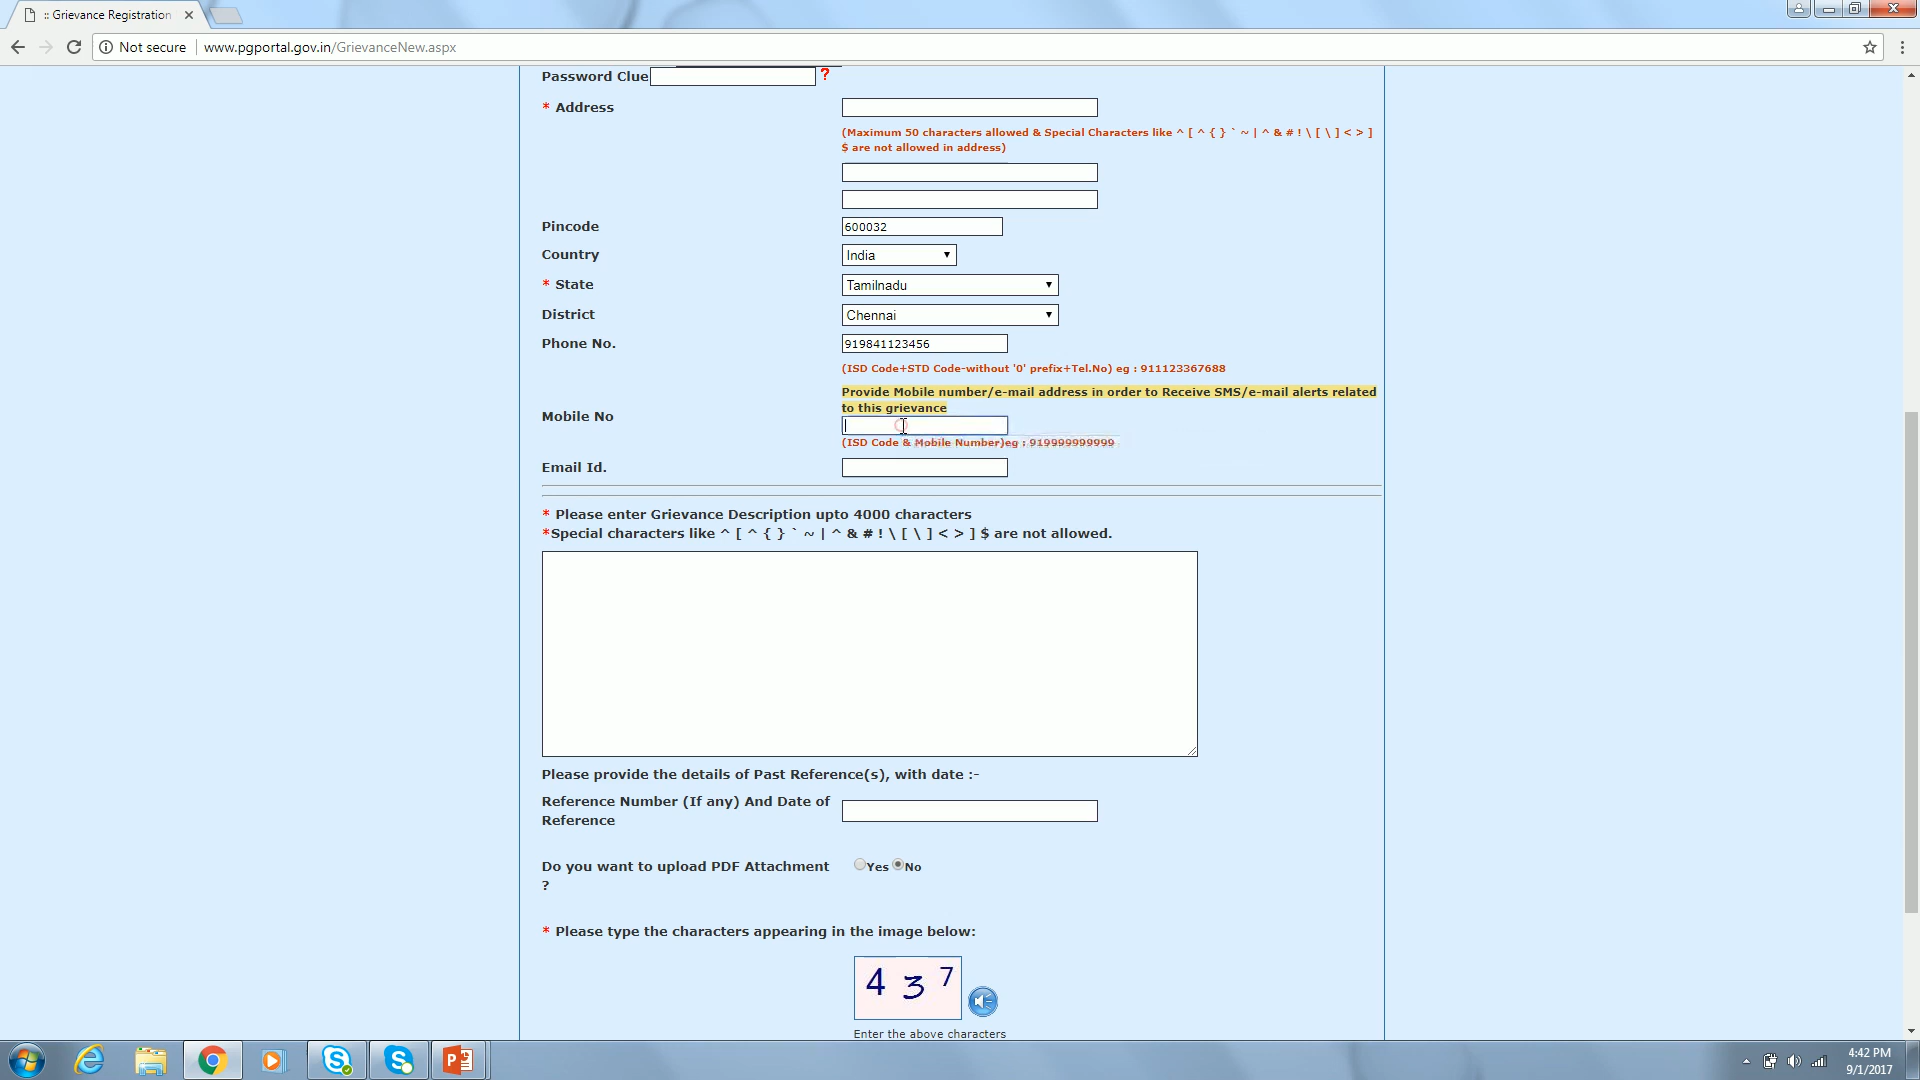 :: Grievance Registration
Not secure www.pgportal.gov.in/GrievanceNew.aspx
Password Clue ?
* Address
(Maximum 50 characters allowed & Special Characters like ^ [ ^ { } ` ~ | ^ & # ! \ [ \ ] < > ]
$ are not allowed in address)
Pincode 600032
Country India
* State Tamilnadu
District Chennai
Phone No. 919841123456
(ISD Code+STD Code-without '0' prefix+Tel.No) eg : 911123367688
Provide Mobile number/e-mail address in order to Receive SMS/e-mail alerts related
to this grievance
Mobile No
(ISD Code & Mobile Number)eg : 919999999999
Email Id.
* Please enter Grievance Description upto 4000 characters
*Special characters like ^ [ ^ { } ` ~ | ^ & # ! \ [ \ ] < > ] $ are not allowed.
Please provide the details of Past Reference(s), with date :-
Reference Number (If any) And Date of
Reference
Do you want to upload PDF Attachment Yes No
?
* Please type the characters appearing in the image below:
4 3 7
Enter the above characters
4:42 PM
9/1/2017